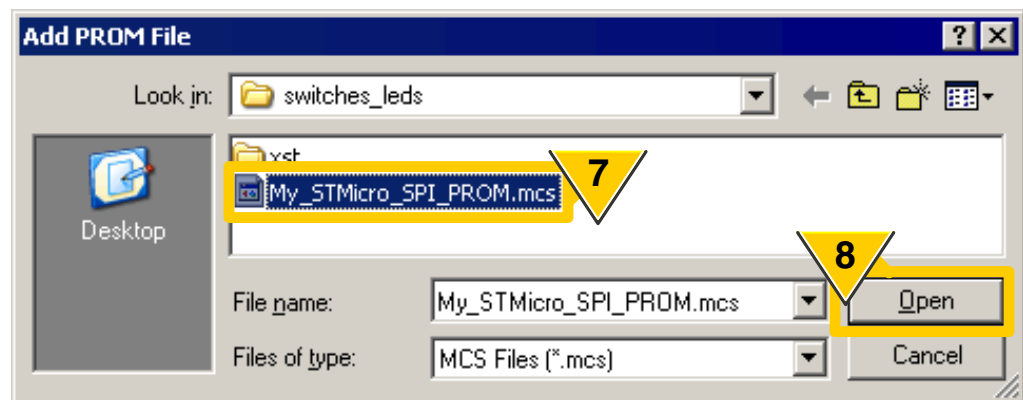 Add PROM File
Look in: switches_leds
xst
My_STMicro_SPI_PROM.mcs
7
Desktop
8
File name: My_STMicro_SPI_PROM.mcs Open
Files of type: MCS Files (*.mcs) Cancel